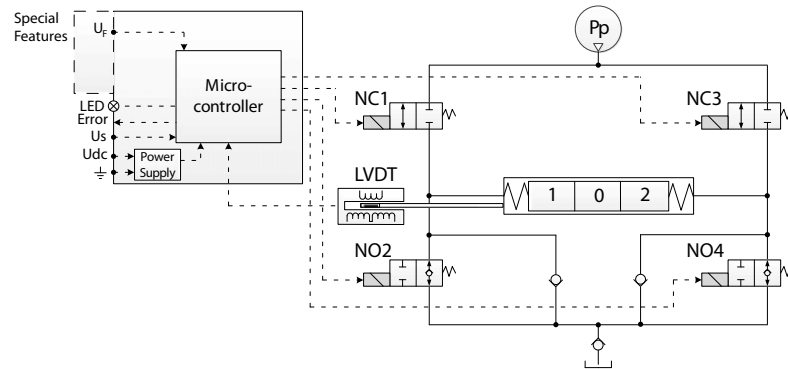 Special
Features
U_F
Pp
Micro-
controller
NC1
NC3
LED
Error
Us
Udc
Power
Supply
LVDT
1 0 2
NO2
NO4